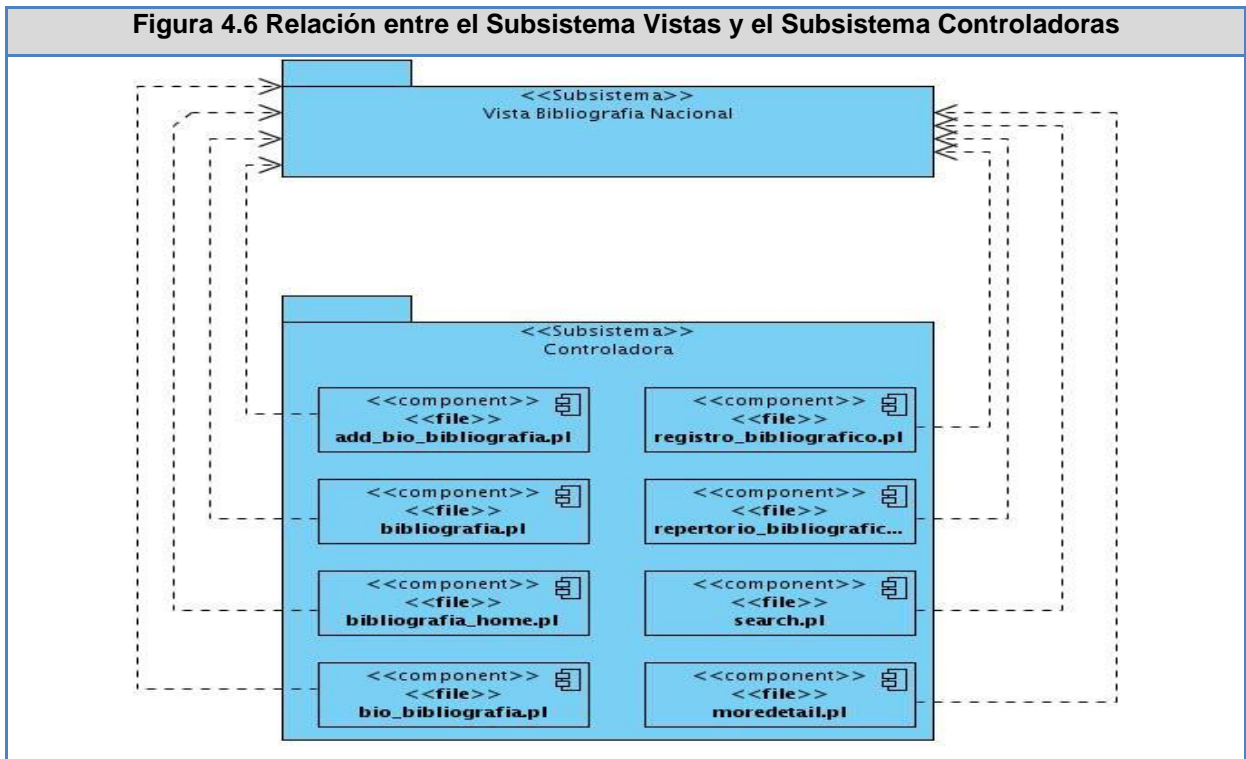 Figura 4.6 Relación entre el Subsistema Vistas y el Subsistema Controladoras
<<Subsistema>>
Vista Bibliografia Nacional
<<Subsistema>>
Controladora
<<component>>
<<file>>
add_bio_bibliografia.pl
<<component>>
<<file>>
registro_bibliografico.pl
<<component>>
<<file>>
bibliografia.pl
<<component>>
<<file>>
repertorio_bibliografic...
<<component>>
<<file>>
bibliografia_home.pl
<<component>>
<<file>>
search.pl
<<component>>
<<file>>
bio_bibliografia.pl
<<component>>
<<file>>
moredetail.pl